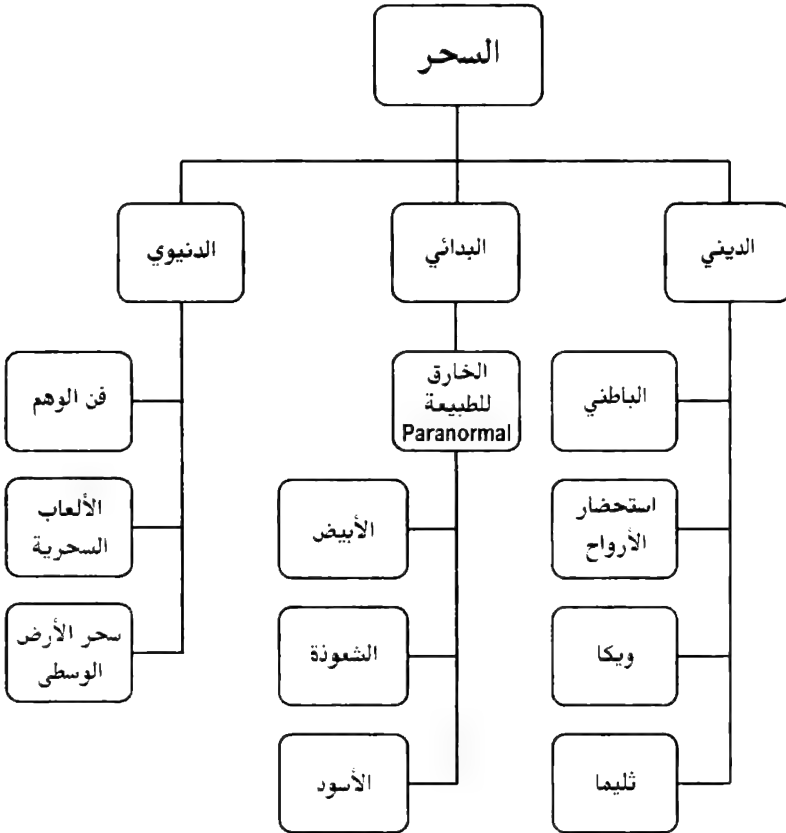 السحر
الديني
البدائي
الدنيوي
الباطني
استحضار
الأرواح
ويكا
ثليما
الخارق
للطبيعة
Paranormal
الأبيض
الشعوذة
الأسود
فن الوهم
الألعاب
السحرية
سحر الأرض
الوسطى